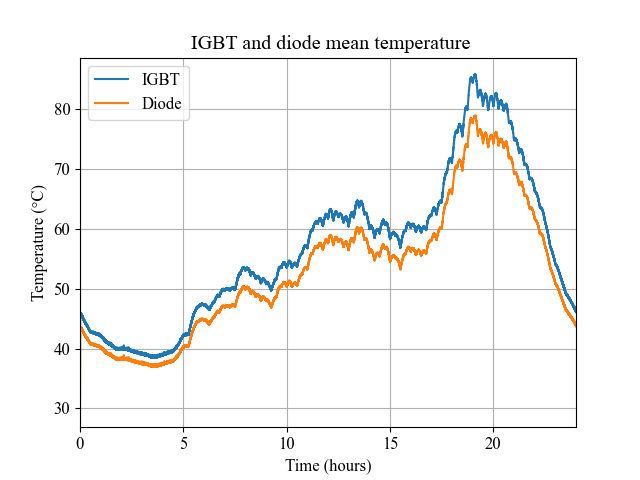 IGBT and diode mean temperature
IGBT
Diode
Temperature (°C)
80
70
60
50
40
30
0 5 10 15 20
Time (hours)